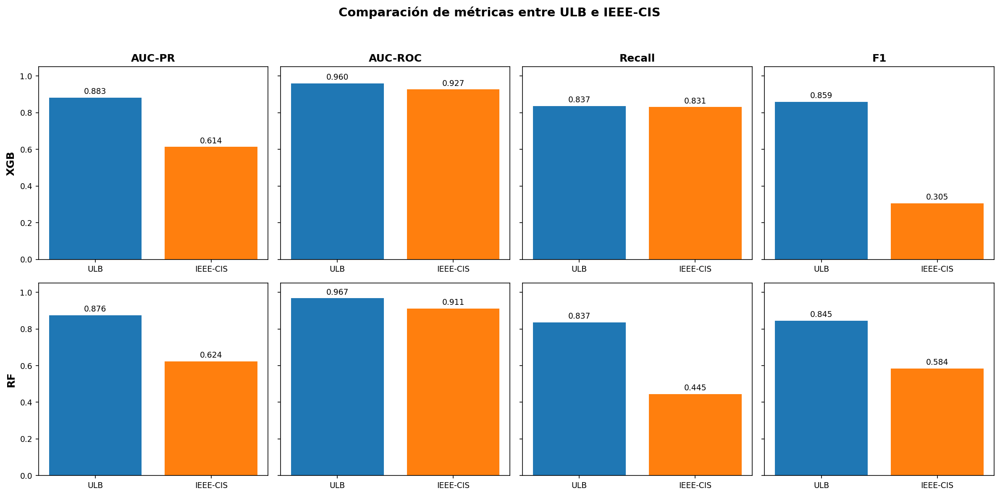 Comparación de métricas entre ULB e IEEE-CIS
AUC-PR
AUC-ROC
Recall
F1
XGB
1.0
0.8
0.6
0.4
0.2
0.0
0.883
0.614
ULB
IEEE-CIS
0.960
0.927
ULB
IEEE-CIS
0.837
0.831
ULB
IEEE-CIS
0.859
0.305
ULB
IEEE-CIS
RF
1.0
0.8
0.6
0.4
0.2
0.0
0.876
0.624
ULB
IEEE-CIS
0.967
0.911
ULB
IEEE-CIS
0.837
0.445
ULB
IEEE-CIS
0.845
0.584
ULB
IEEE-CIS